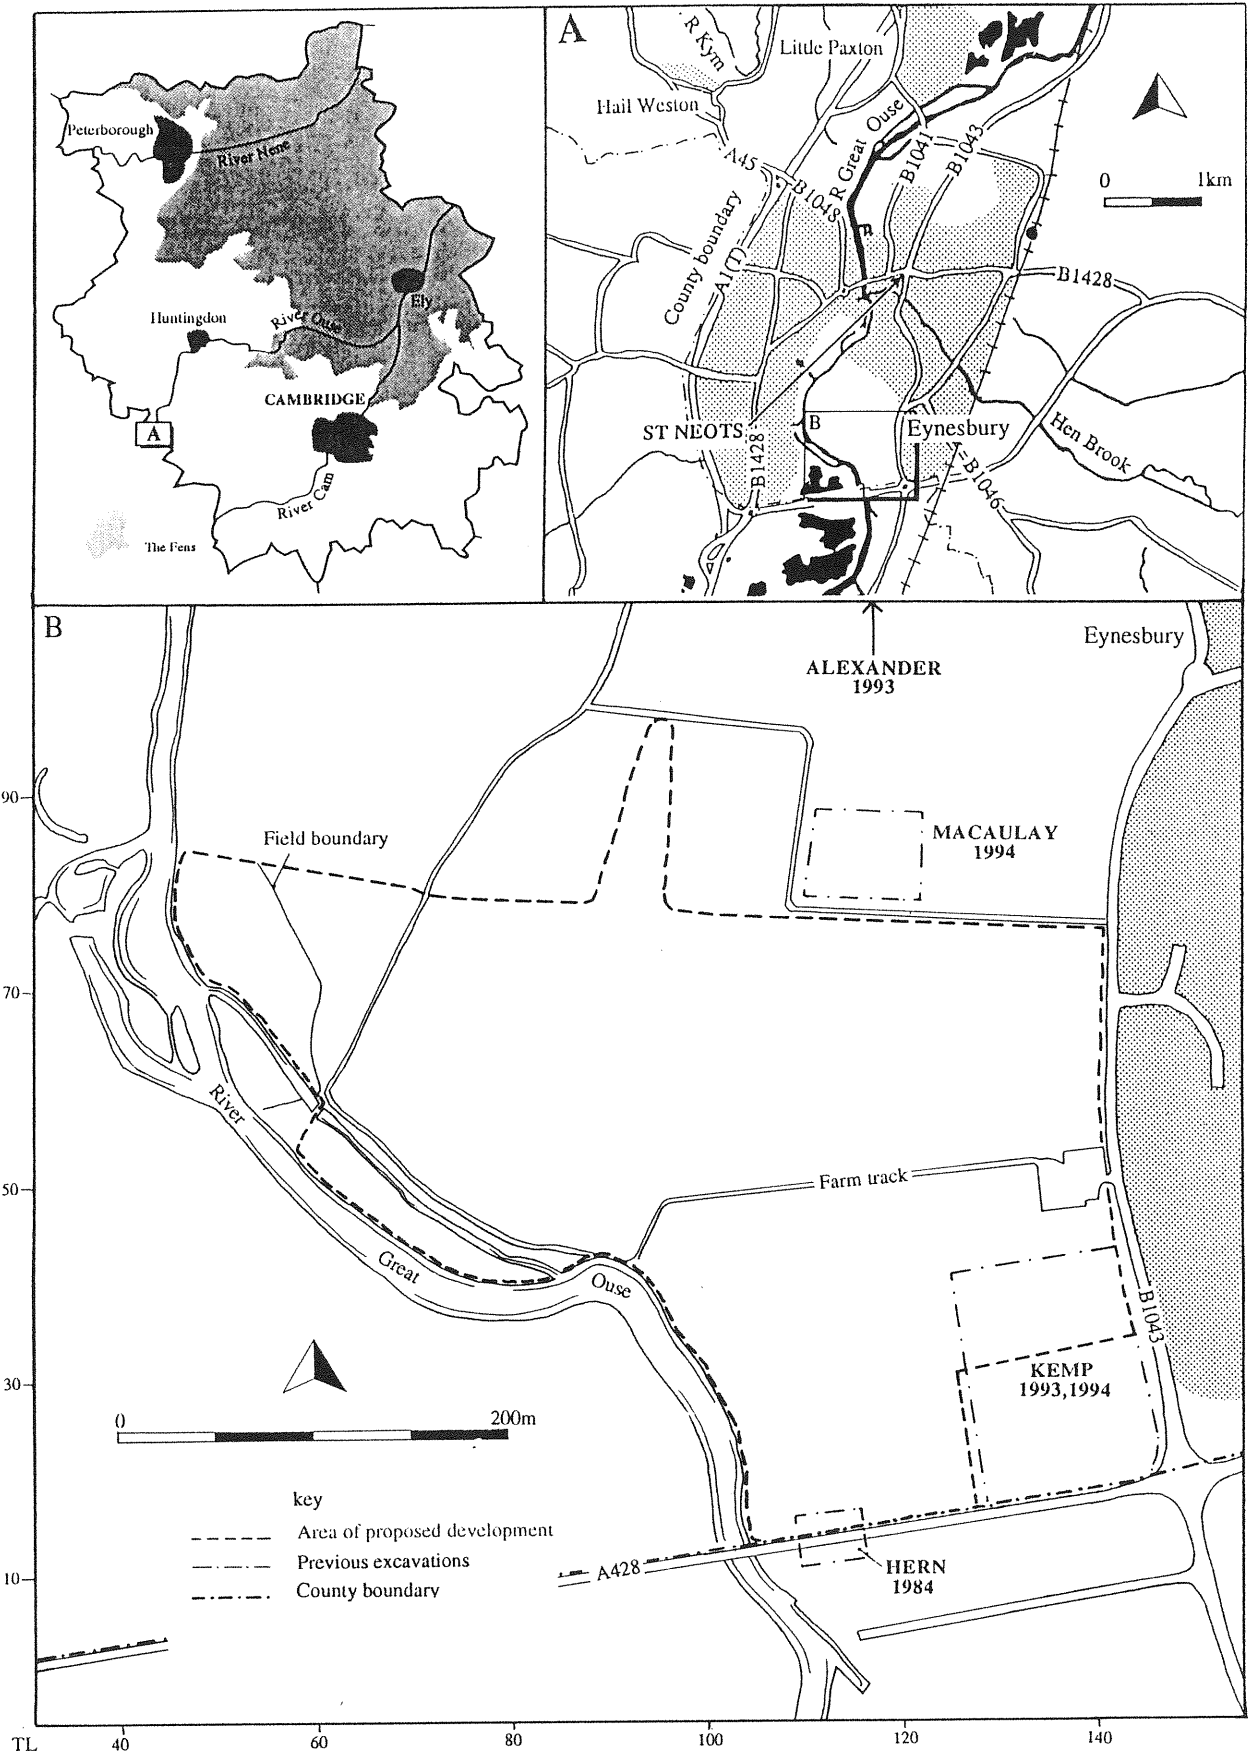 Peterborough
River Nene
Ely
Huntingdon
River Ouse
CAMBRIDGE
A
River Cam
The Fens
A
R Kym
Little Paxton
Hail Weston
R Great Ouse
B1041
B1043
A45
B1048
County boundary
A1(T)
0 1km
B1428
ST NEOTS
B1428
B
Eynesbury
Hen Brook
B1046
B
Eynesbury
ALEXANDER
1993
90
Field boundary
MACAULAY
1994
70
River
50
Farm track
Great
Ouse
B1043
30
KEMP
1993,1994
0 200m
key
Area of proposed development
Previous excavations
County boundary
10
A428
HERN
1984
TL 40 60 80 100 120 140